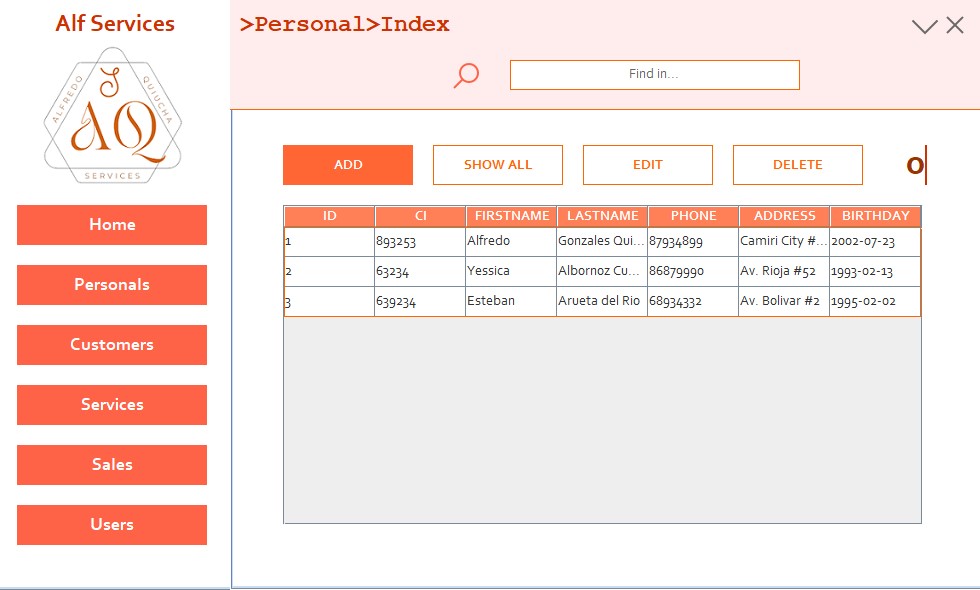 Alf Services
ALFREDO QUIUCHA
AQ
SERVICES
Home
Personals
Customers
Services
Sales
Users
>Personal>Index
Find in...
ADD SHOW ALL EDIT DELETE 0
ID CI FIRSTNAME LASTNAME PHONE ADDRESS BIRTHDAY
1 893253 Alfredo Gonzales Qui... 87934899 Camiri City #... 2002-07-23
2 63234 Yessica Albornoz Cu... 86879990 Av. Rioja #52 1993-02-13
3 639234 Esteban Arueta del Rio 68934332 Av. Bolivar #2 1995-02-02